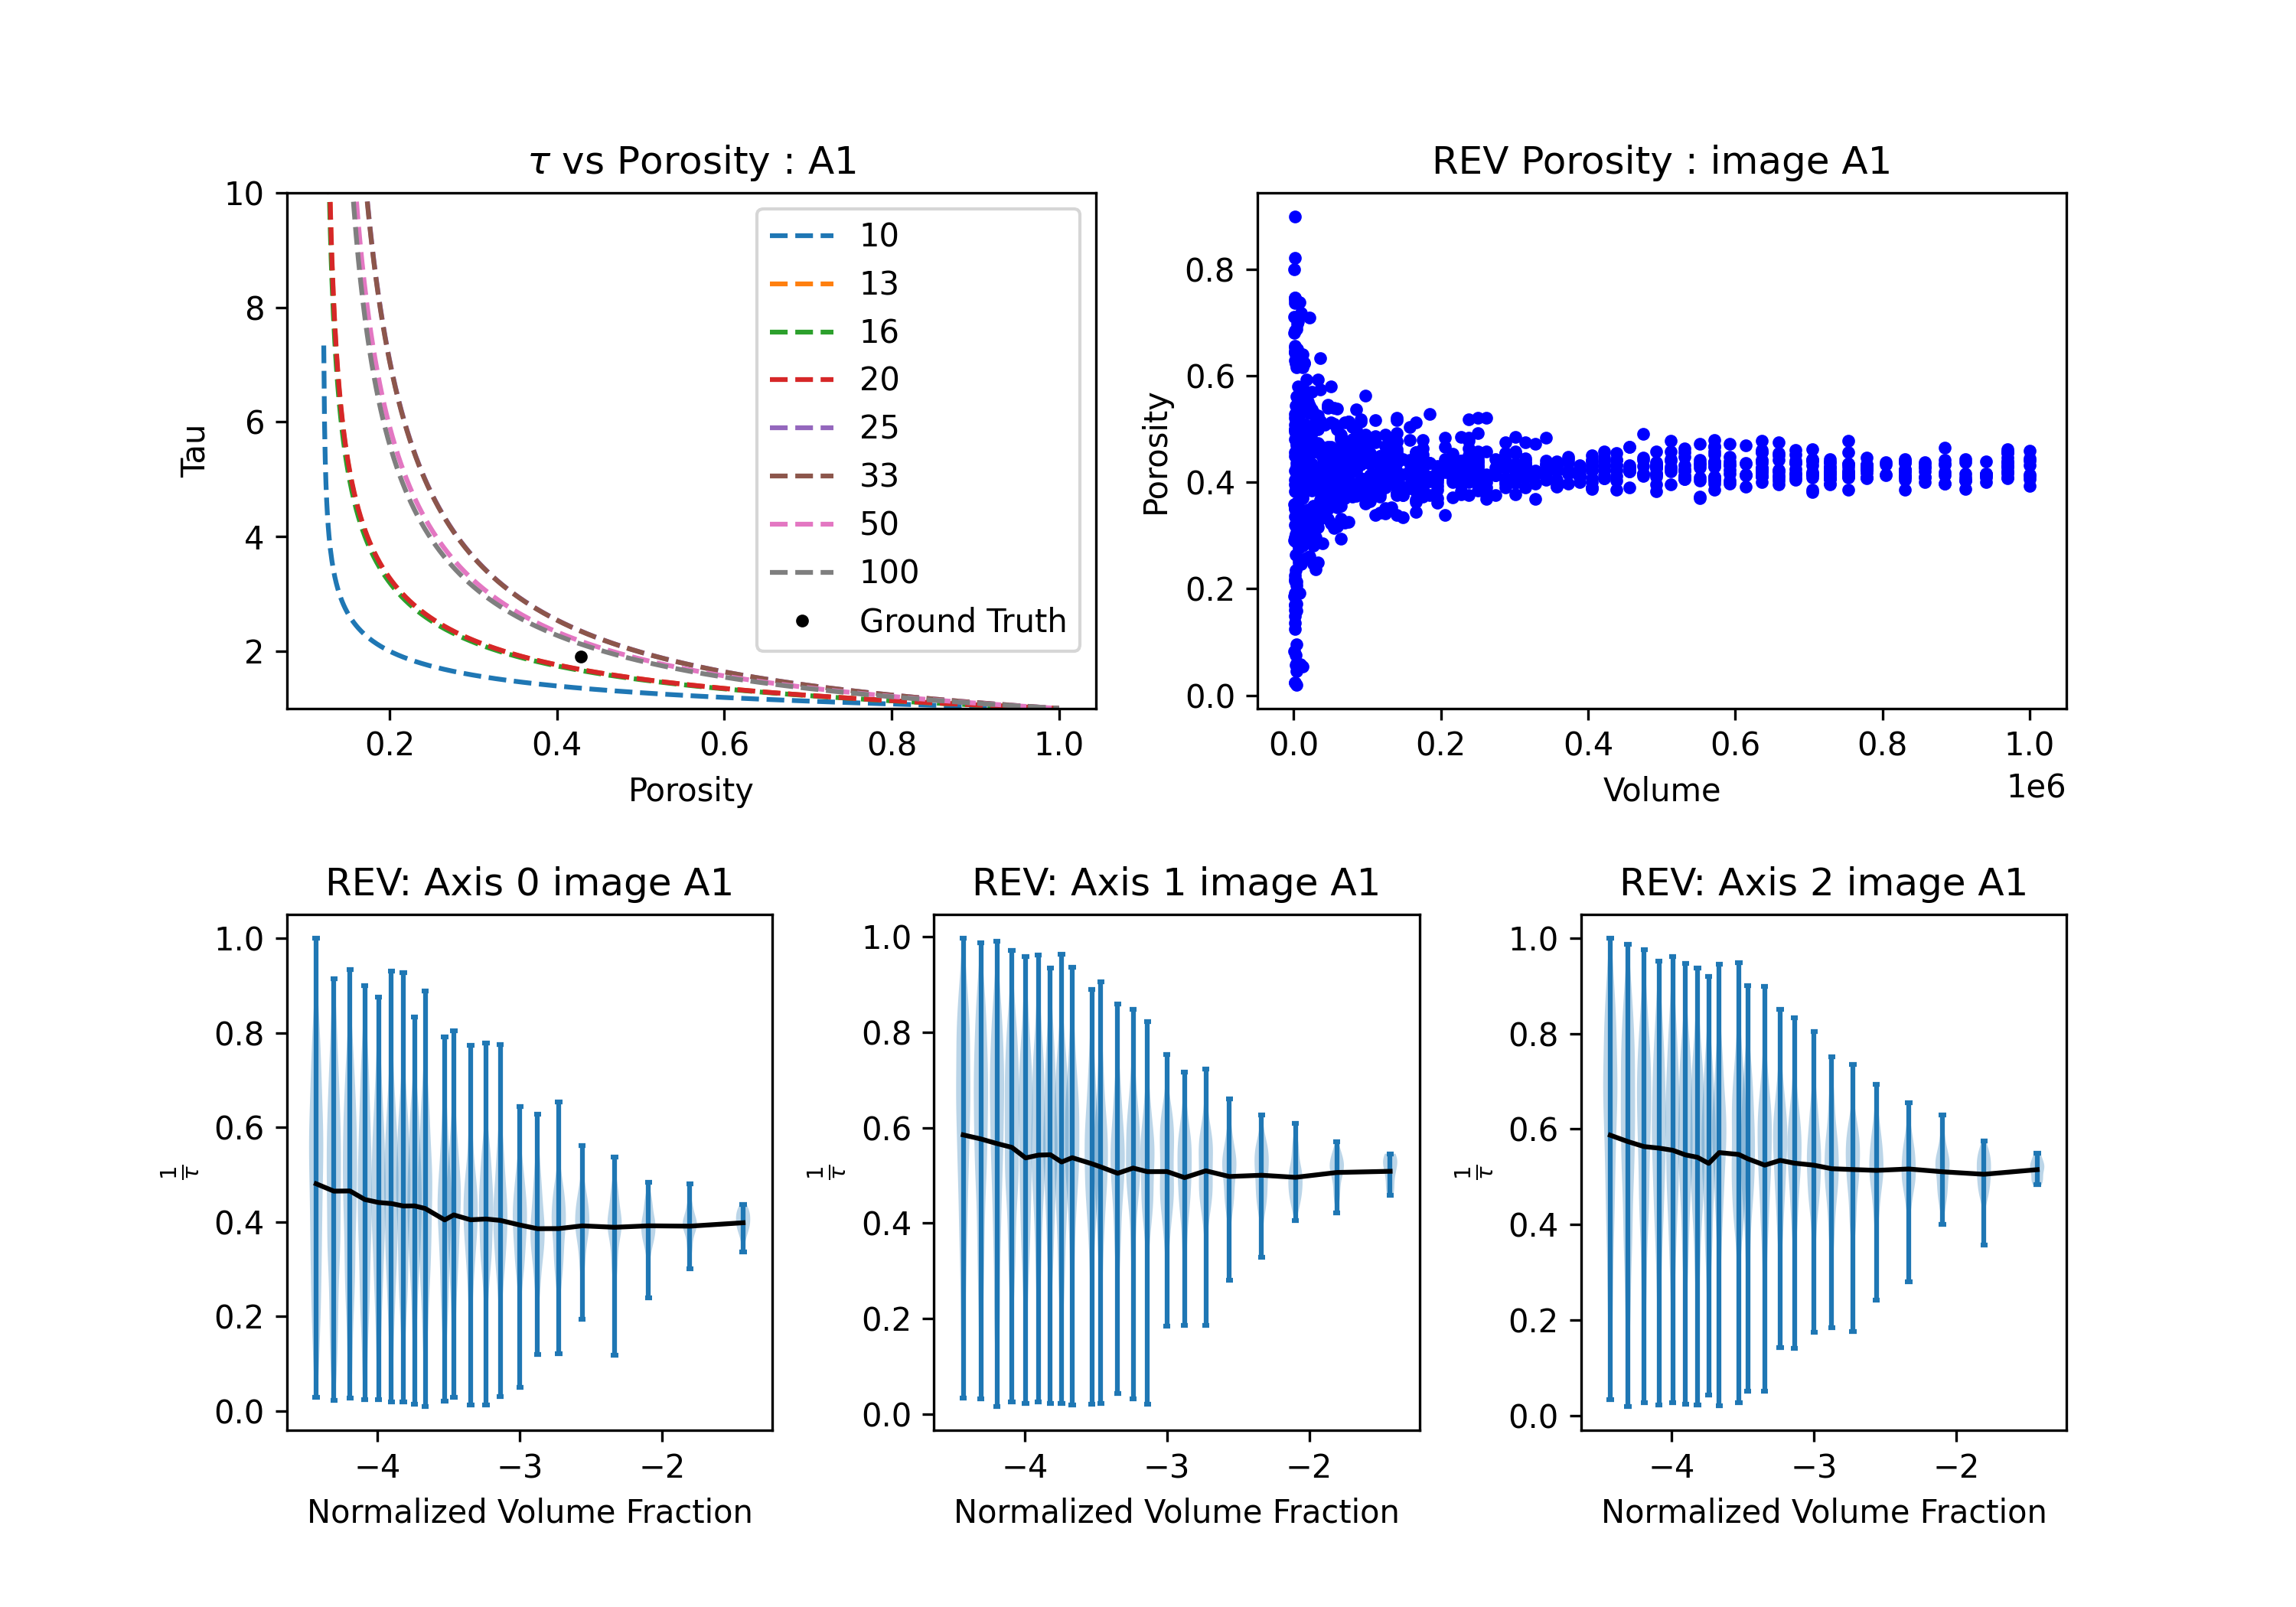 τ vs Porosity : A1
10
8
6
4
2
Tau
0.2 0.4 0.6 0.8 1.0
Porosity
10
13
16
20
25
33
50
100
Ground Truth
REV Porosity : image A1
0.8
0.6
0.4
0.2
0.0
Porosity
0.0 0.2 0.4 0.6 0.8 1.0
1e6
Volume
REV: Axis 0 image A1
1.0
0.8
0.6
0.4
0.2
0.0
1/τ
−4 −3 −2
Normalized Volume Fraction
REV: Axis 1 image A1
1.0
0.8
0.6
0.4
0.2
0.0
1/τ
−4 −3 −2
Normalized Volume Fraction
REV: Axis 2 image A1
1.0
0.8
0.6
0.4
0.2
0.0
1/τ
−4 −3 −2
Normalized Volume Fraction